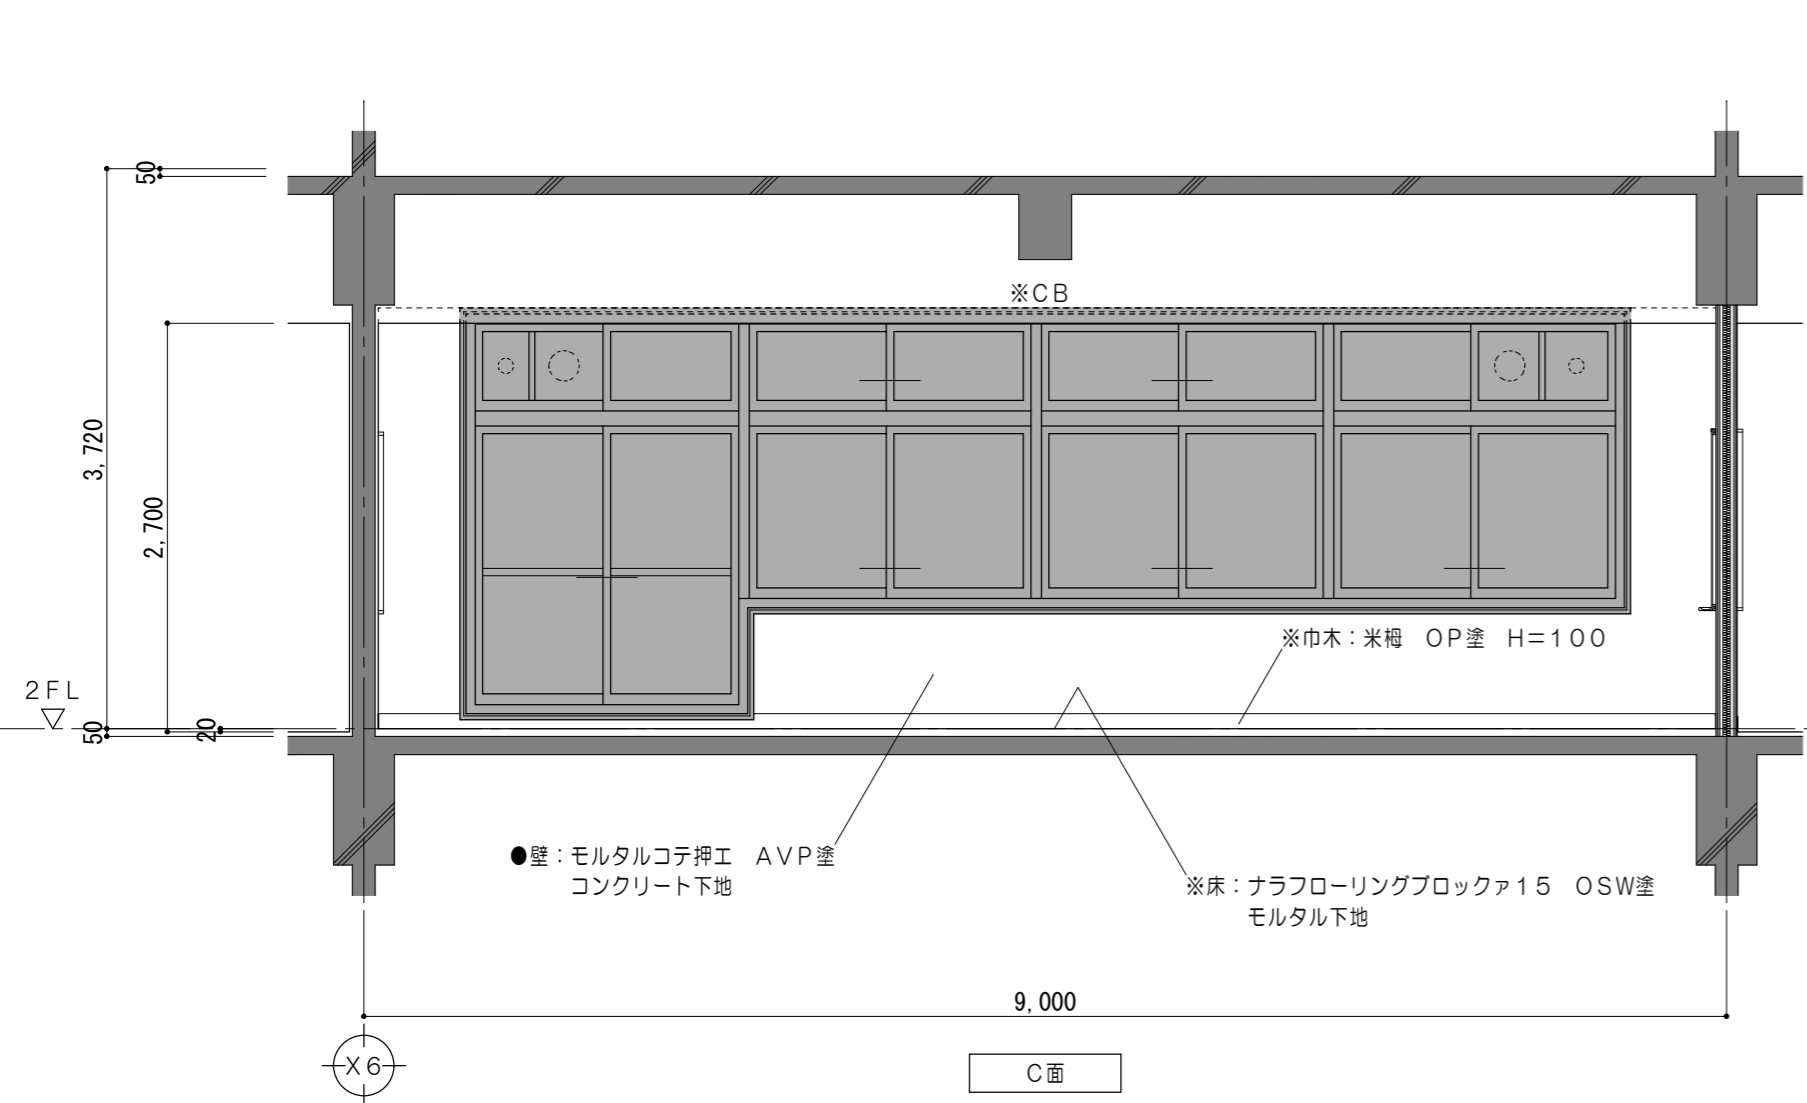 50
※CB
3,720
2,700
2FL
50
20
※巾木：米栂　OP塗　H＝100
●壁：モルタルコテ押エ　AVP塗
コンクリート下地
※床：ナラフローリングブロックァ15　OSW塗
モルタル下地
9,000
X6
C面